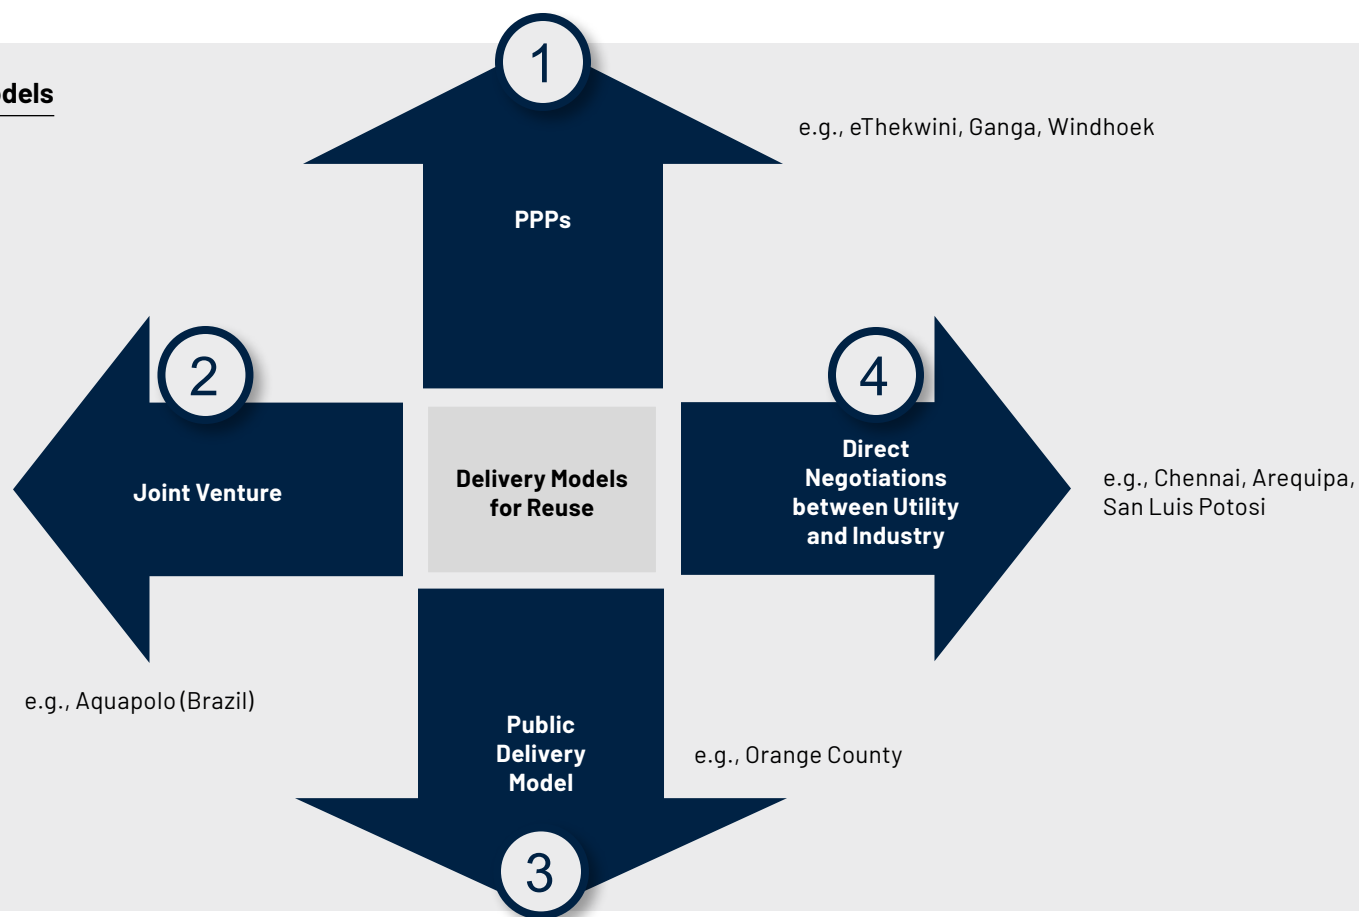 1
odels
e.g., eThekwini, Ganga, Windhoek
PPPs
2
4
Joint Venture
Delivery Models
for Reuse
Direct
Negotiations
between Utility
and Industry
e.g., Chennai, Arequipa,
San Luis Potosi
e.g., Aquapolo (Brazil)
Public
Delivery
Model
e.g., Orange County
3